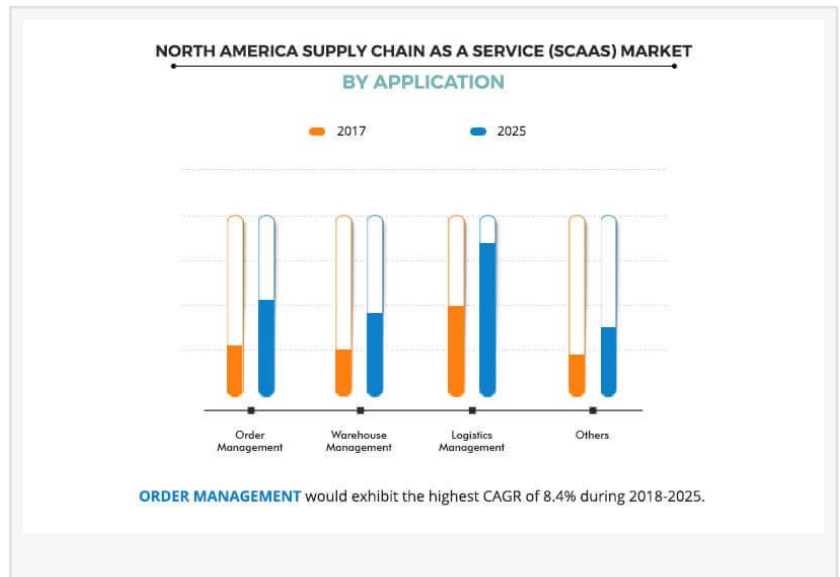 NORTH AMERICA SUPPLY CHAIN AS A SERVICE (SCAAS) MARKET
BY APPLICATION
2017 2025
Order Management
Warehouse Management
Logistics Management
Others
ORDER MANAGEMENT would exhibit the highest CAGR of 8.4% during 2018-2025.